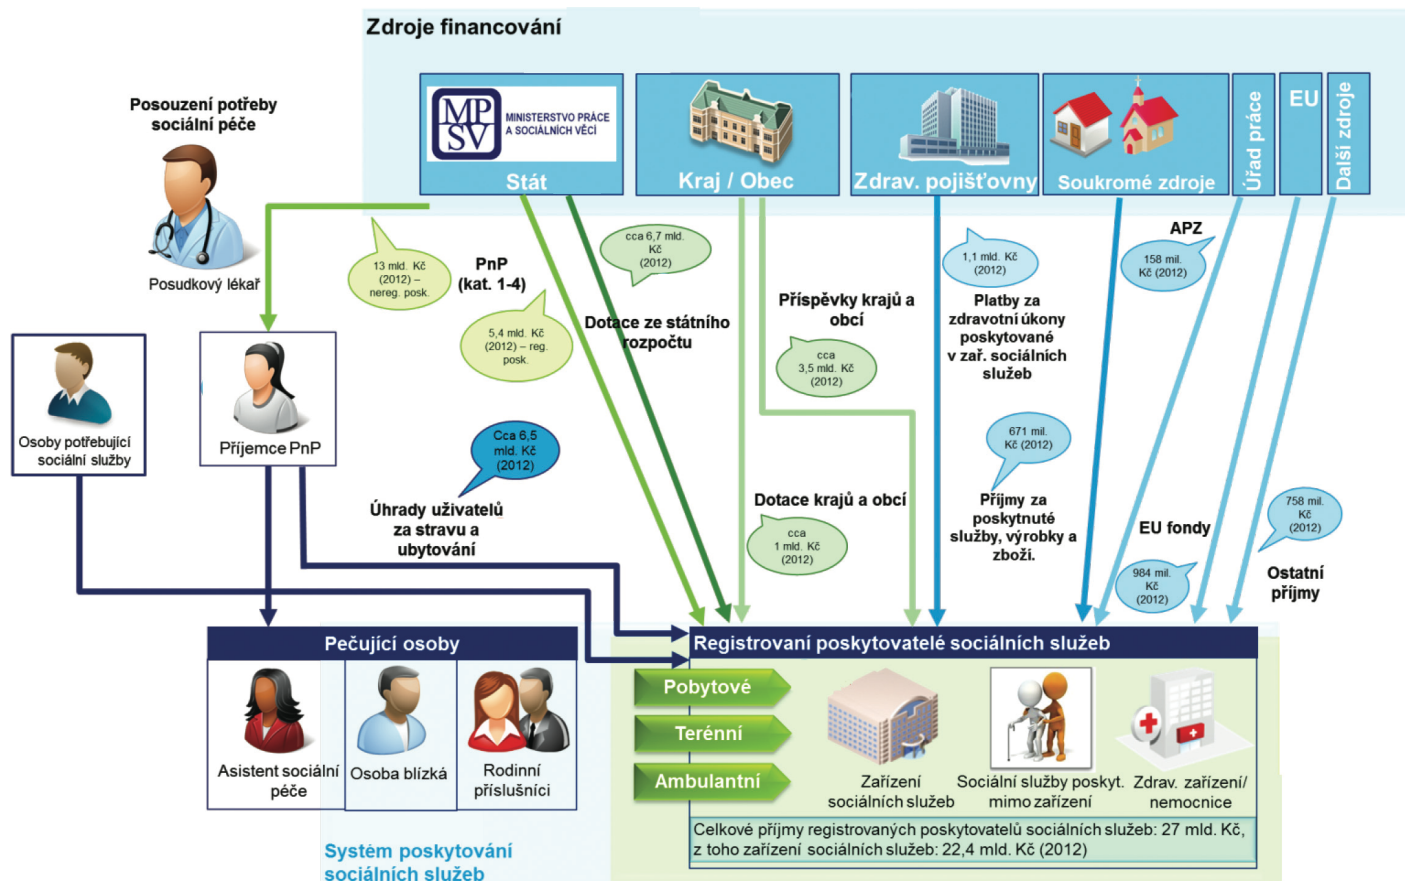 Zdroje financování
Posouzení potřeby
sociální péče
Posudkový lékař
MP
SV
MINISTERSTVO PRÁCE
A SOCIÁLNÍCH VĚCÍ
Stát
Kraj / Obec
Zdrav. pojišťovny
Soukromé zdroje
Úřad práce
EU
Další zdroje
13 mld. Kč
(2012) –
nereg. posk.
PnP
(kat. 1-4)
5,4 mld. Kč
(2012) – reg.
posk.
cca 6,7 mld.
Kč
(2012)
Dotace ze státního
rozpočtu
Příspěvky krajů a
obcí
cca
3,5 mld. Kč
(2012)
1,1 mld. Kč
(2012)
Platby za
zdravotní úkony
poskytované
v zař. sociálních
služeb
APZ
158 mil.
Kč (2012)
Osoby potřebující
sociální služby
Příjemce PnP
Cca 6,5
mld. Kč
(2012)
Úhrady uživatelů
za stravu a
ubytování
Dotace krajů a obcí
cca
1 mld. Kč
(2012)
671 mil.
Kč (2012)
Příjmy za
poskytnuté
služby, výrobky a
zboží.
EU fondy
984 mil.
Kč
(2012)
758 mil.
Kč
(2012)
Ostatní
příjmy
Pečující osoby
Asistent sociální
péče
Osoba blízká
Rodinní
příslušníci
Registrovaní poskytovatelé sociálních služeb
Pobytové
Terénní
Ambulantní
Zařízení
sociálních služeb
Sociální služby poskyt.
mimo zařízení
Zdrav. zařízení/
nemocnice
Celkové příjmy registrovaných poskytovatelů sociálních služeb: 27 mld. Kč,
z toho zařízení sociálních služeb: 22,4 mld. Kč (2012)
Systém poskytování
sociálních služeb